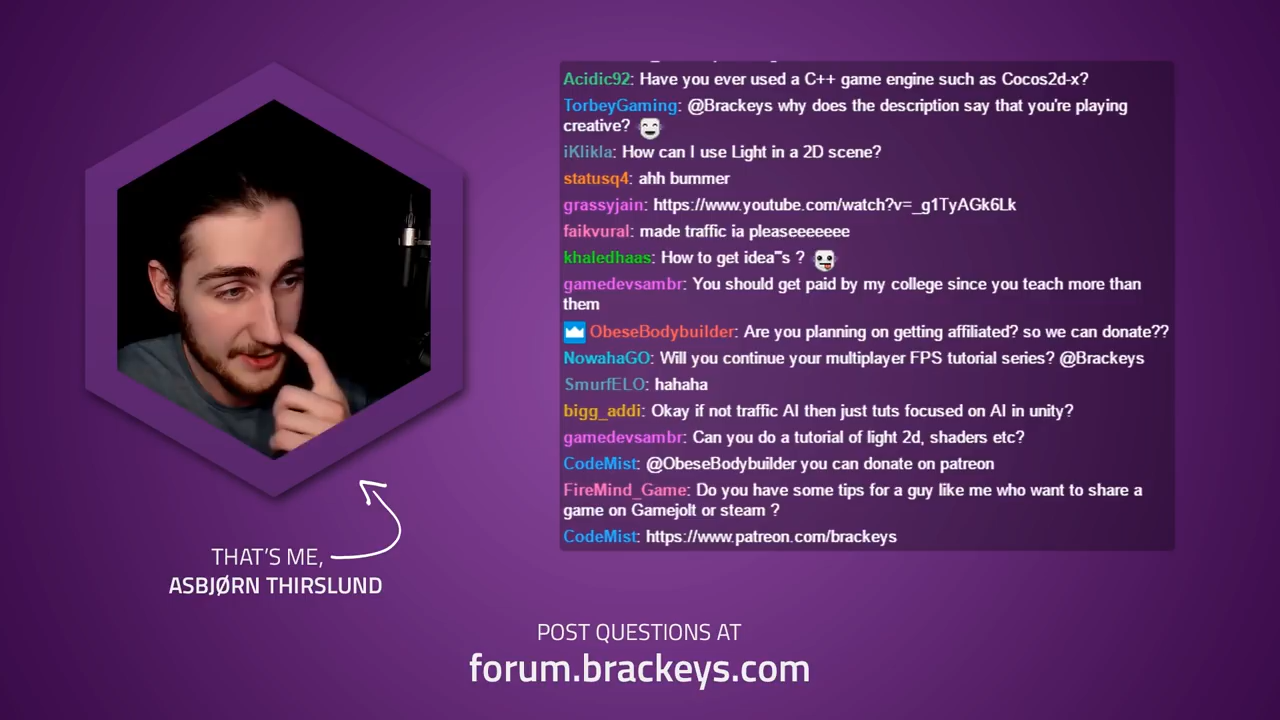 Acidic92: Have you ever used a C++ game engine such as Cocos2d-x?
TorbeyGaming: @Brackeys why does the description say that you're playing
creative?
iKlikla: How can I use Light in a 2D scene?
statusq4: ahh bummer
grassyjain: https://www.youtube.com/watch?v=_g1TyAGk6Lk
faikvural: made traffic ia pleaseeeeeee
khaledhaas: How to get idea˜s ?
gamedevsambr: You should get paid by my college since you teach more than
them
ObeseBodybuilder: Are you planning on getting affiliated? so we can donate??
NowahaGO: Will you continue your multiplayer FPS tutorial series? @Brackeys
SmurfELO: hahaha
bigg_addi: Okay if not traffic AI then just tuts focused on AI in unity?
gamedevsambr: Can you do a tutorial of light 2d, shaders etc?
CodeMist: @ObeseBodybuilder you can donate on patreon
FireMind_Game: Do you have some tips for a guy like me who want to share a
game on Gamejolt or steam ?
CodeMist: https://www.patreon.com/brackeys
THAT'S ME,
ASBJØRN THIRSLUND
POST QUESTIONS AT
forum.brackeys.com